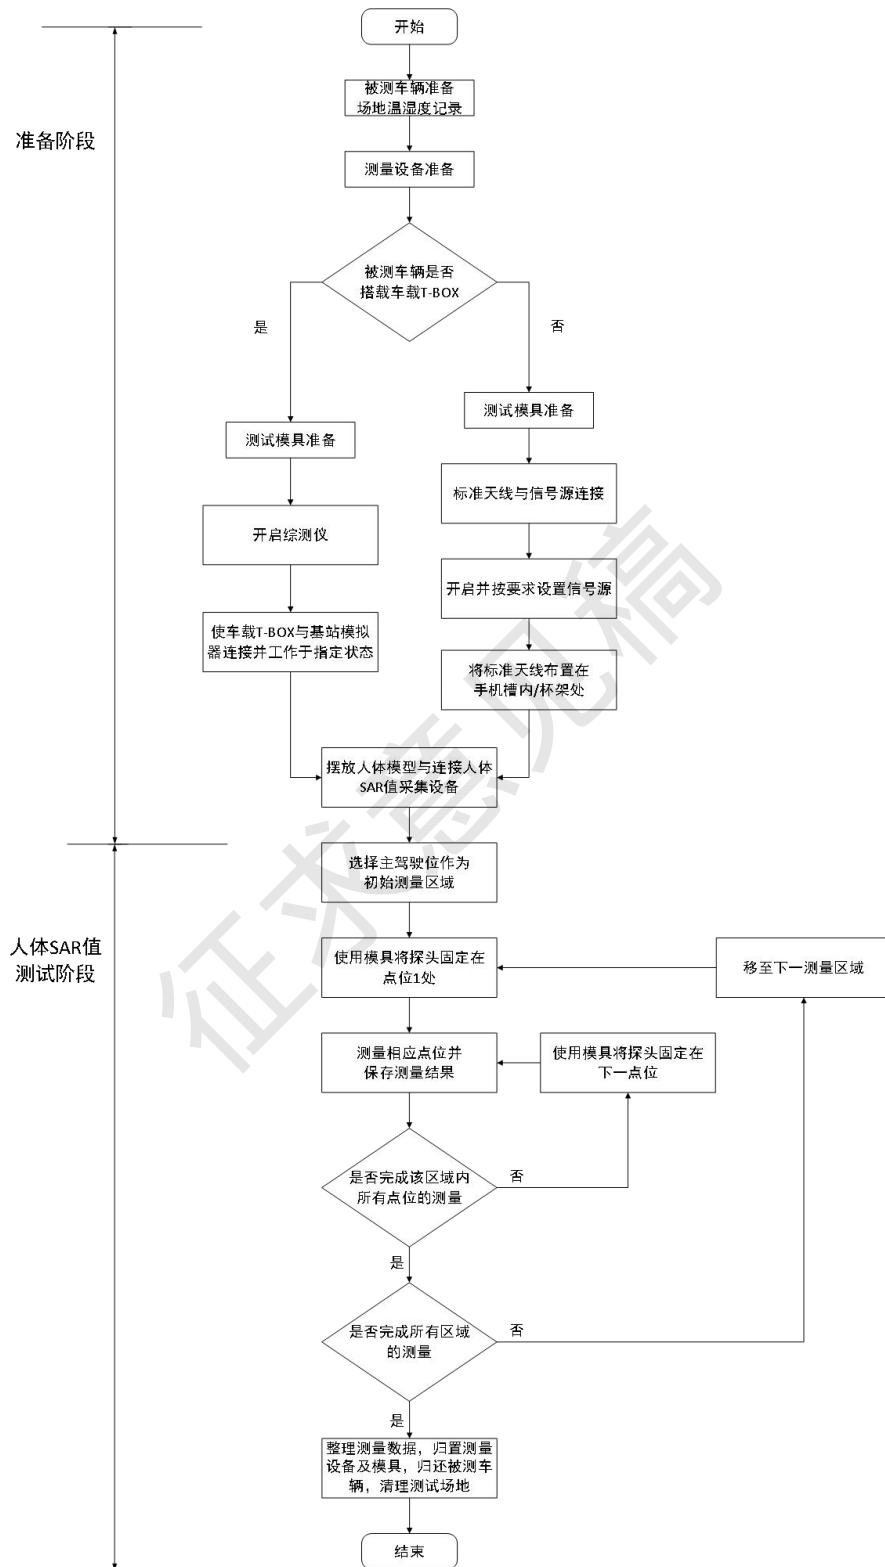 开始
被测车辆准备
场地温湿度记录
准备阶段
测量设备准备
被测车辆是否
搭载车载T-BOX
是
否
测试模具准备
测试模具准备
标准天线与信号源连接
开启综测仪
开启并按要求设置信号源
使车载T-BOX与基站模拟
器连接并工作于指定状态
将标准天线布置在
手机槽内/杯架处
摆放人体模型与连接人体
SAR值采集设备
选择主驾驶位作为
初始测量区域
人体SAR值
测试阶段
使用模具将探头固定在
点位1处
移至下一测量区域
测量相应点位并
保存测量结果
使用模具将探头固定在
下一点位
是否完成该区域内
所有点位的测量
否
是
是否完成所有区域
的测量
否
是
整理测量数据，归置测量
设备及模具，归还被测车
辆，清理测试场地
结束
征求意见稿